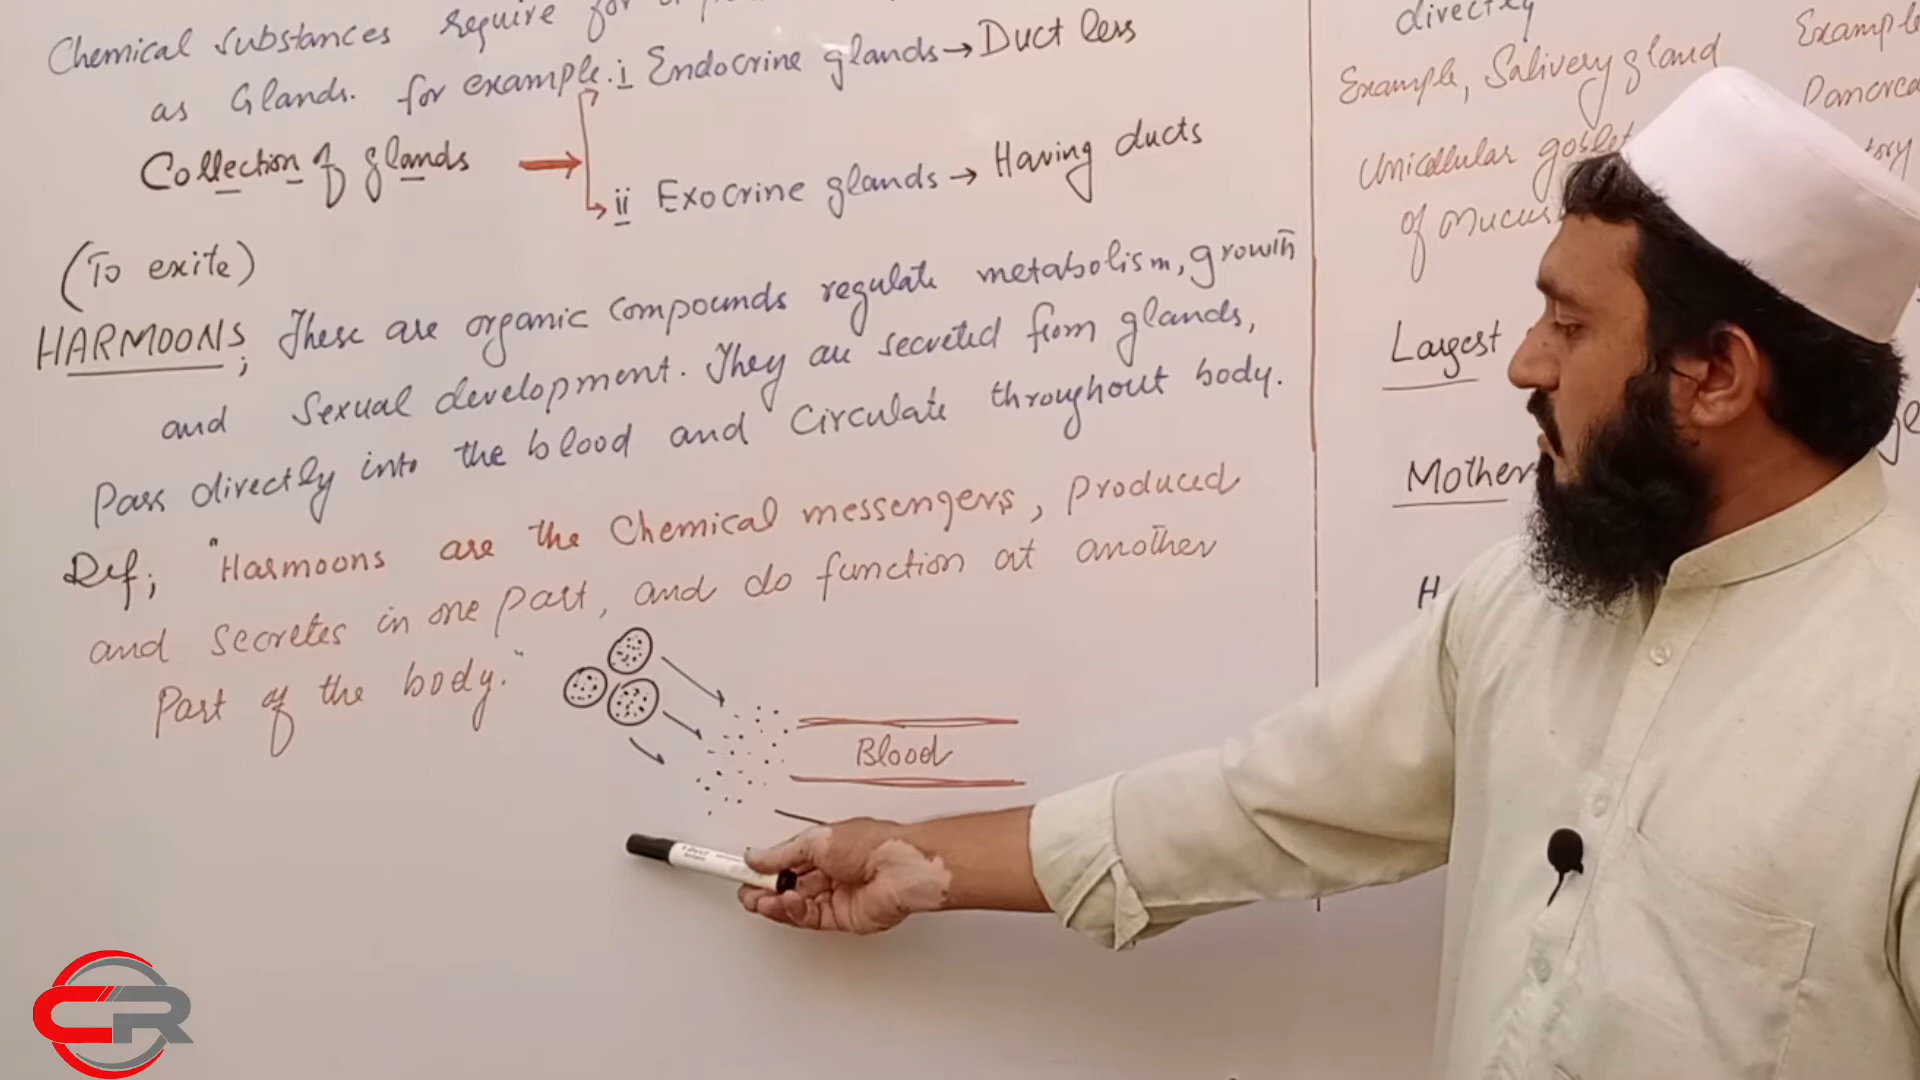 Chemical substances require for
as Glands. for example. i Endocrine glands → Duct less
Collection of glands → ii Exocrine glands → Having ducts
(To exite)
HARMOONS; These are organic compounds regulate metabolism, growth
and Sexual development. They are secreted from glands,
Pass directly into the blood and Circulate throughout body.
Def; "Harmoons are the Chemical messengers, produced
and secretes in one part, and do function at another
Part of the body."
Blood
directly
Example, Salivery gland
Unicellular goblet
of mucus
Largest
Mother
H
Example
CR